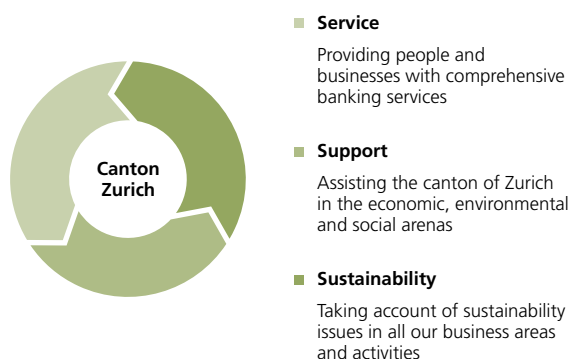 Canton
Zurich
Service
Providing people and
businesses with comprehensive
banking services
Support
Assisting the canton of Zurich
in the economic, environmental
and social arenas
Sustainability
Taking account of sustainability
issues in all our business areas
and activities